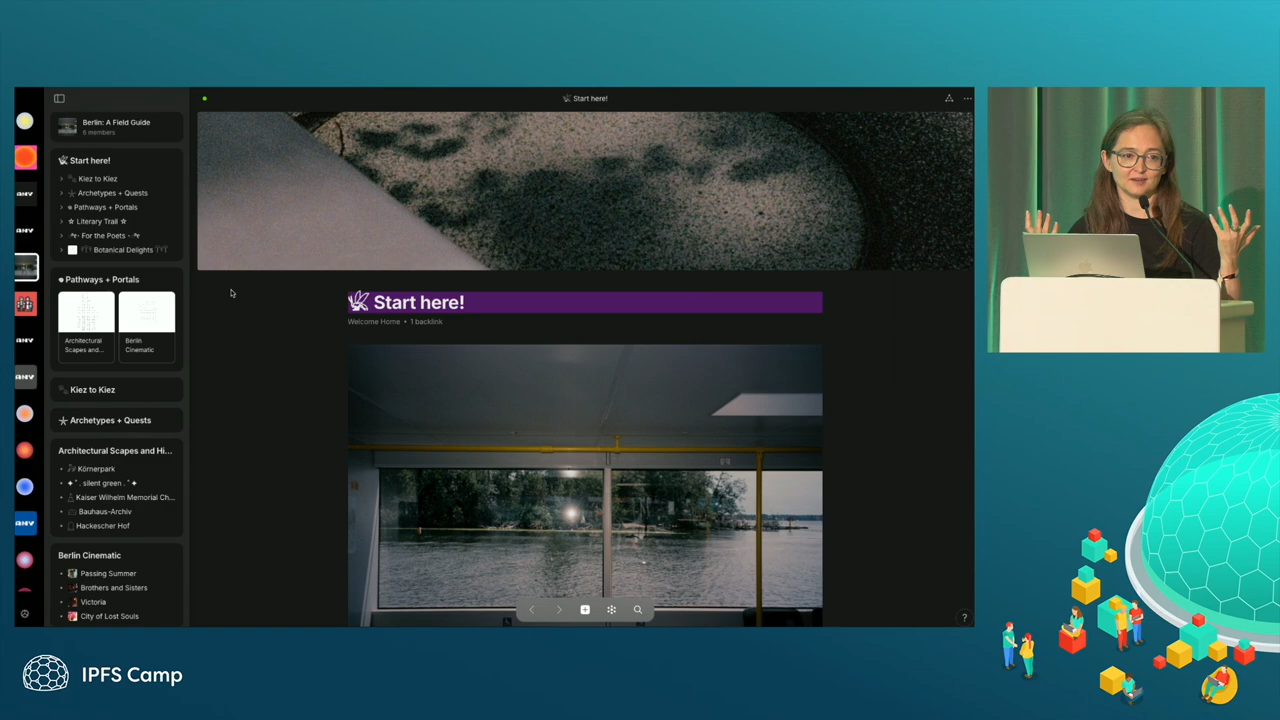 Berlin: A Field Guide
6 members
Start here!
Kiez to Kiez
Archetypes + Quests
Pathways + Portals
☆ Literary Trail ☆
For the Poets
Botanical Delights
Pathways + Portals
Architectural
Scapes and...
Berlin
Cinematic
Kiez to Kiez
Archetypes + Quests
Architectural Scapes and Hi...
Körnerpark
silent green
Kaiser Wilhelm Memorial Ch...
Bauhaus-Archiv
Hackescher Hof
Berlin Cinematic
Passing Summer
Brothers and Sisters
Victoria
City of Lost Souls
ANY
ANY
ANY
ANY
ANY
Start here!
Start here!
Welcome Home • 1 backlink
?
IPFS Camp